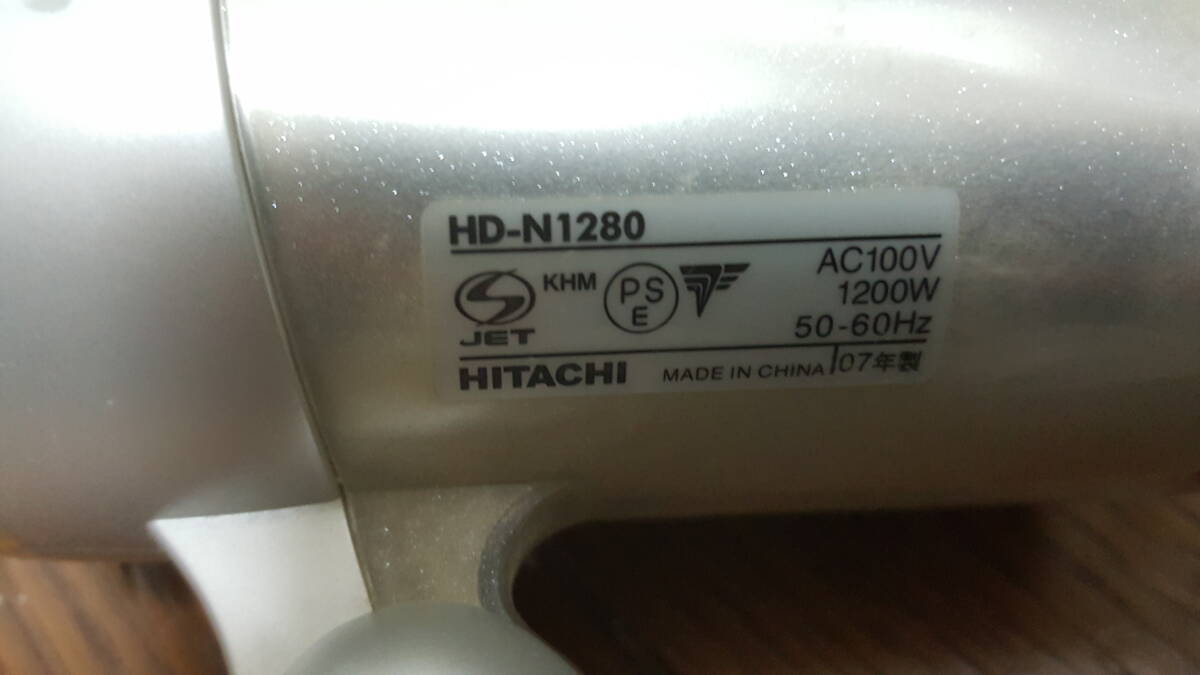 HD-N1280
AC100V
KHM
PS
E
1200W
JET
50-60Hz
HITACHI MADE IN CHINA 07年製